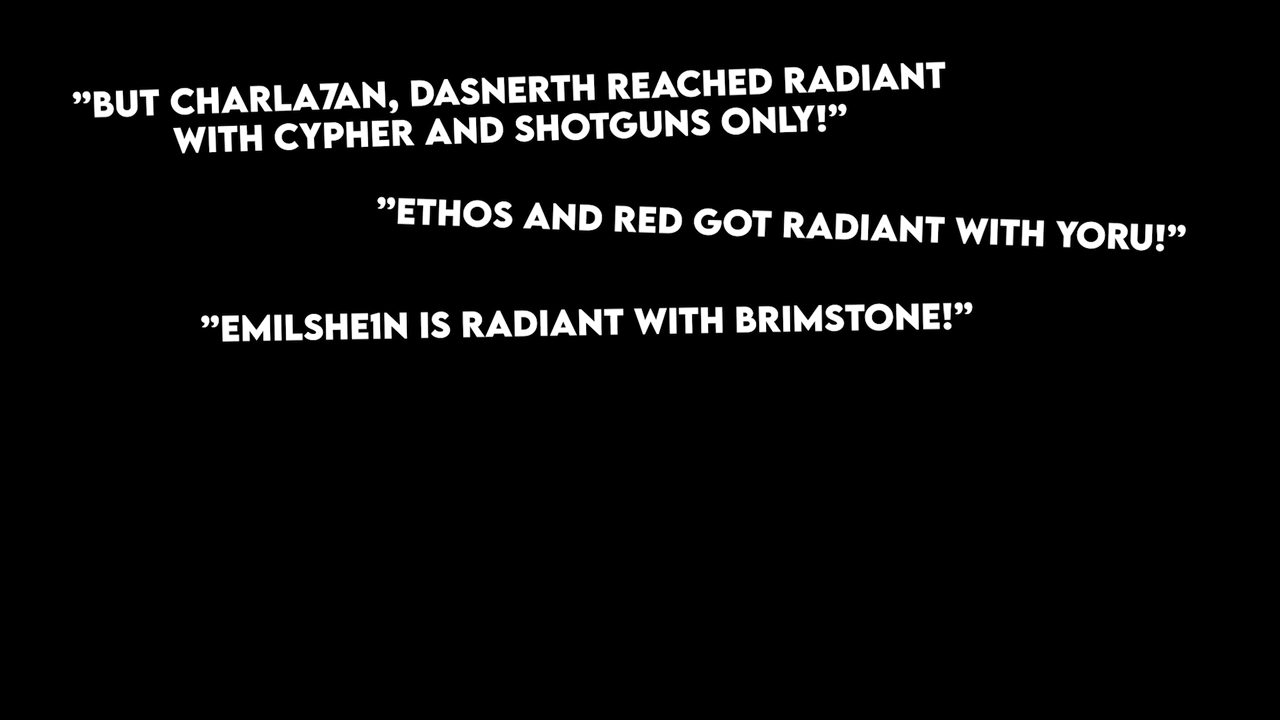 ”BUT CHARLA7AN, DASNERTH REACHED RADIANT
WITH CYPHER AND SHOTGUNS ONLY!”
”ETHOS AND RED GOT RADIANT WITH YORU!”
”EMILSHE1N IS RADIANT WITH BRIMSTONE!”